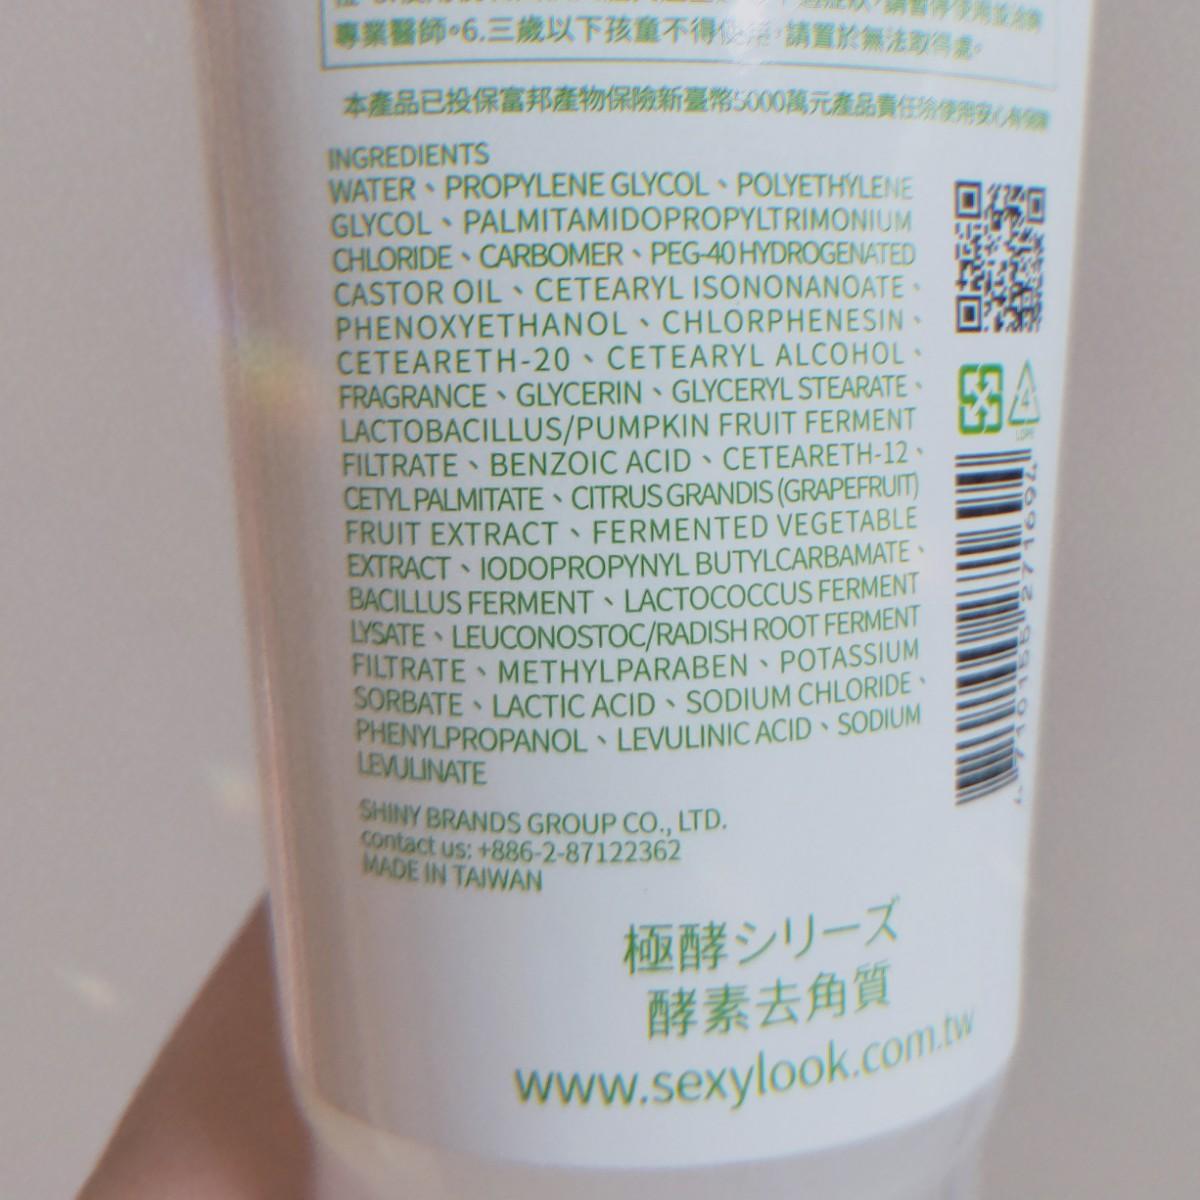 專業醫師。6.三歲以下孩童不得使用，請置於無法取得處。
本產品已投保富邦產物保險新臺幣5000萬元產品責任險使用安心有保障
INGREDIENTS
WATER、PROPYLENE GLYCOL、POLYETHYLENE
GLYCOL、PALMITAMIDOPROPYLTRIMONIUM
CHLORIDE、CARBOMER、PEG-40 HYDROGENATED
CASTOR OIL、CETEARYL ISONONANOATE、
PHENOXYETHANOL、CHLORPHENESIN、
CETEARETH-20、CETEARYL ALCOHOL、
FRAGRANCE、GLYCERIN、GLYCERYL STEARATE、
LACTOBACILLUS/PUMPKIN FRUIT FERMENT
FILTRATE、BENZOIC ACID、CETEARETH-12、
CETYL PALMITATE、CITRUS GRANDIS (GRAPEFRUIT)
FRUIT EXTRACT、FERMENTED VEGETABLE
EXTRACT、IODOPROPYNYL BUTYLCARBAMATE、
BACILLUS FERMENT、LACTOCOCCUS FERMENT
LYSATE、LEUCONOSTOC/RADISH ROOT FERMENT
FILTRATE、METHYLPARABEN、POTASSIUM
SORBATE、LACTIC ACID、SODIUM CHLORIDE、
PHENYLPROPANOL、LEVULINIC ACID、SODIUM
LEVULINATE
SHINY BRANDS GROUP CO., LTD.
contact us: +886-2-87122362
MADE IN TAIWAN
4
LDPE
4 710155 271694
極酵シリーズ
酵素去角質
www.sexylook.com.tw